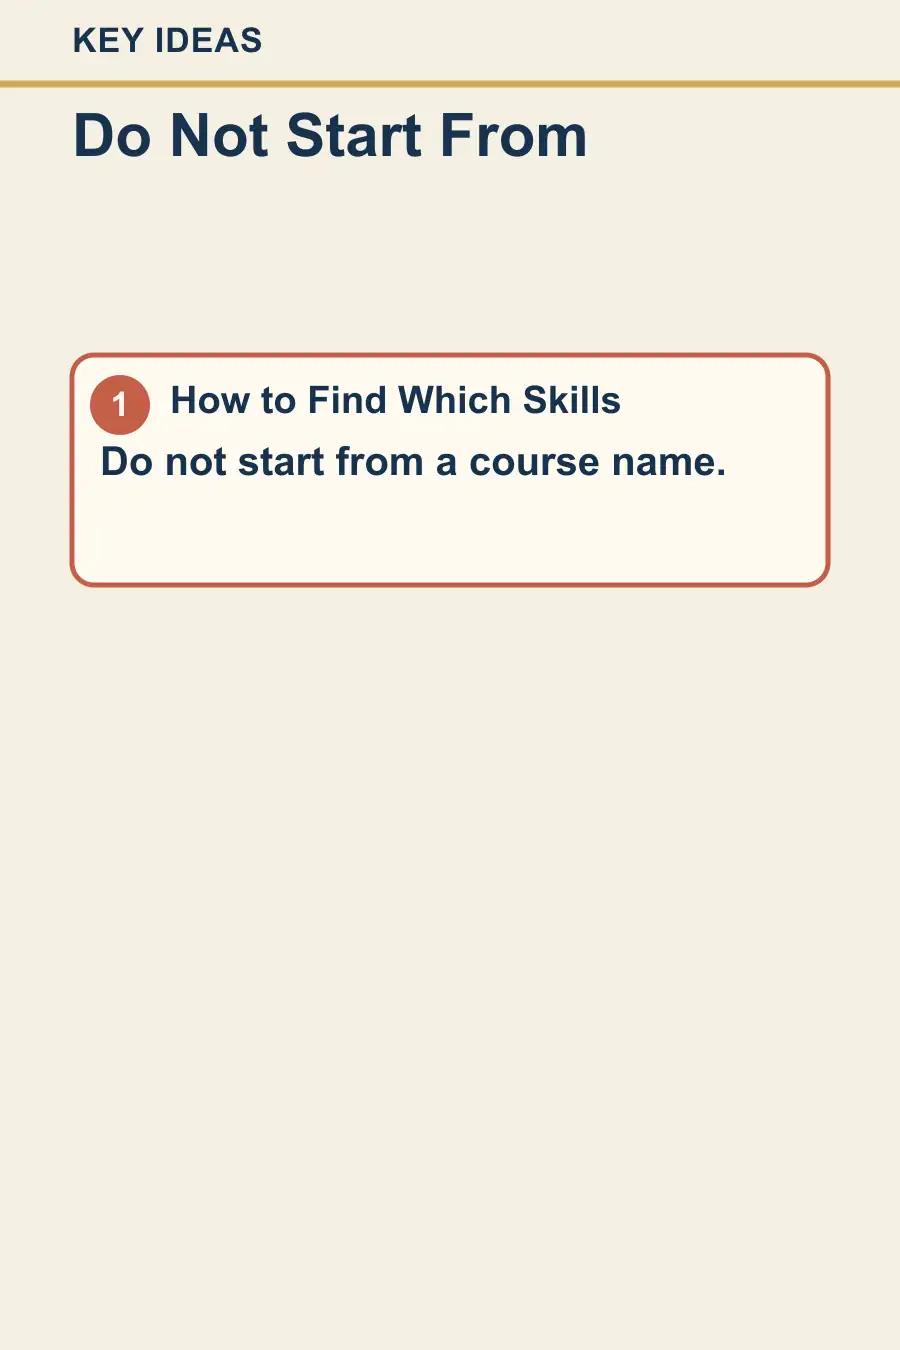 KEY IDEAS
Do Not Start From
1 How to Find Which Skills
Do not start from a course name.